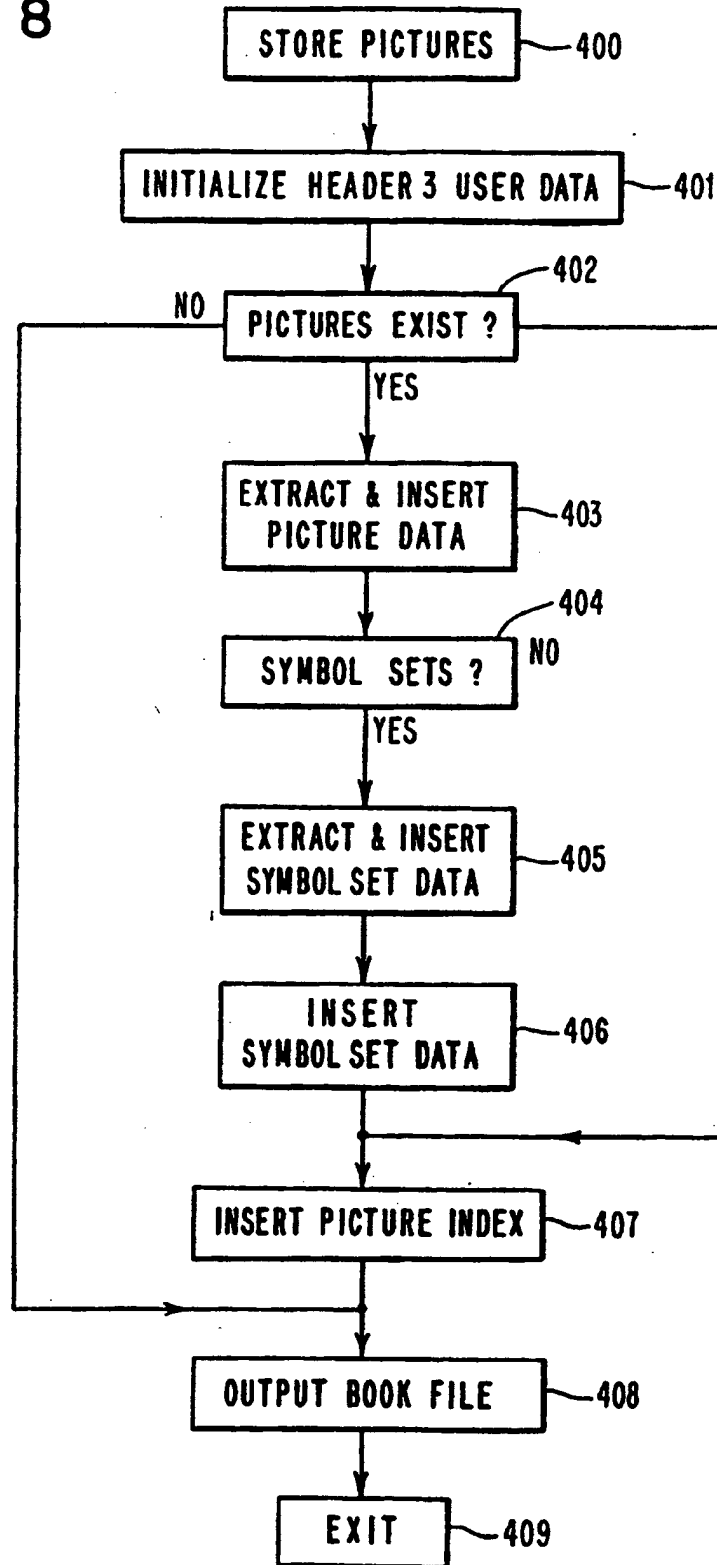 8
STORE PICTURES
400
INITIALIZE HEADER 3 USER DATA
401
402
NO
PICTURES EXIST ?
YES
EXTRACT & INSERT
PICTURE DATA
403
404
SYMBOL SETS ?
NO
YES
EXTRACT & INSERT
SYMBOL SET DATA
405
INSERT
SYMBOL SET DATA
406
INSERT PICTURE INDEX
407
OUTPUT BOOK FILE
408
EXIT
409